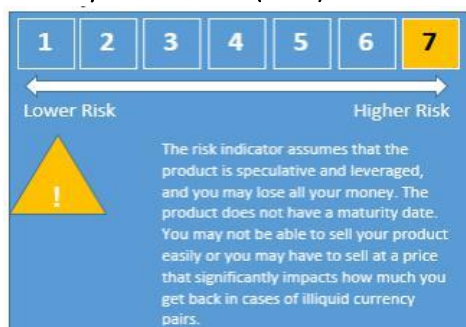 1 2 3 4 5 6 7
Lower Risk Higher Risk
!
The risk indicator assumes that the
product is speculative and leveraged,
and you may lose all your money. The
product does not have a maturity date.
You may not be able to sell your product
easily or you may have to sell at a price
that significantly impacts how much you
get back in cases of illiquid currency
pairs.